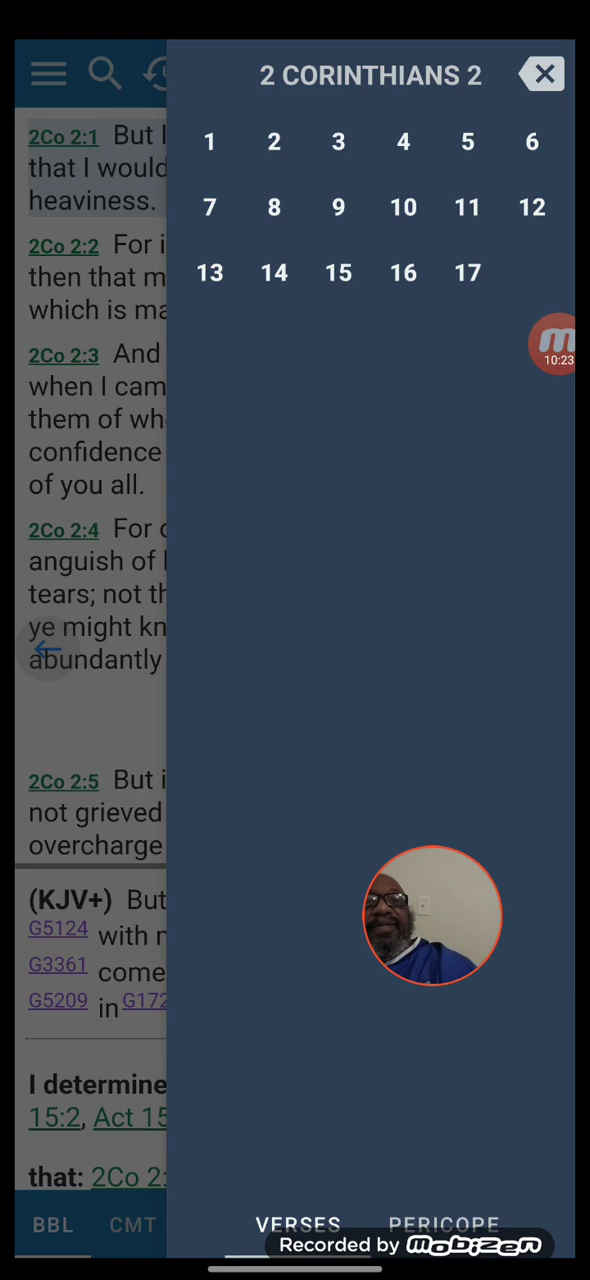 2 CORINTHIANS 2
1 2 3 4 5 6
7 8 9 10 11 12
13 14 15 16 17
2Co 2:1 But I
that I would
heaviness.
2Co 2:2 For i
then that m
which is ma
2Co 2:3 And
when I cam
them of wh
confidence
of you all.
2Co 2:4 For o
anguish of
tears; not th
ye might kn
abundantly
2Co 2:5 But i
not grieved
overcharge
(KJV+) But
G5124 with n
G3361 come
G5209 in G172
I determine
15:2, Act 15
that: 2Co 2:
m
10:23
BBL CMT VERSES PERICOPE
Recorded by mobizen